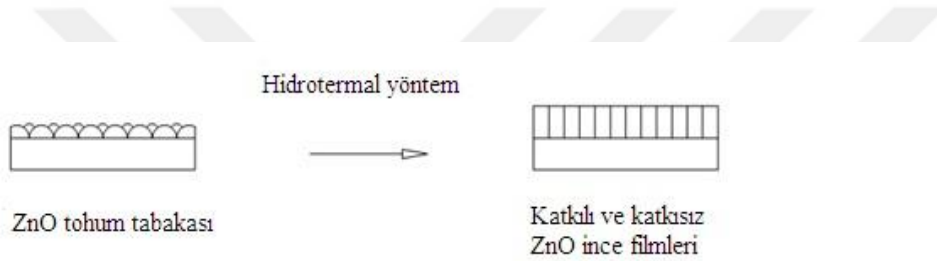 Hidrotermal yöntem
ZnO tohum tabakası
Katkılı ve katkısız
ZnO ince filmleri